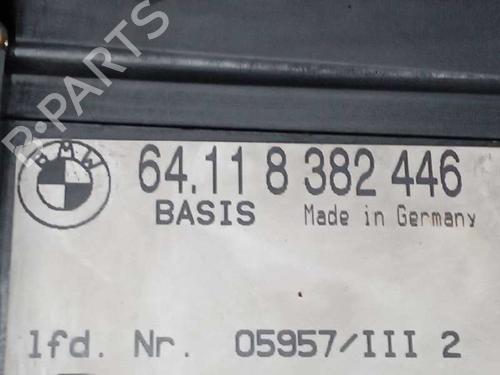 B-PARTS
BMW
64.11 8 382 446
BASIS Made in Germany
lfd. Nr. 05957/III 2